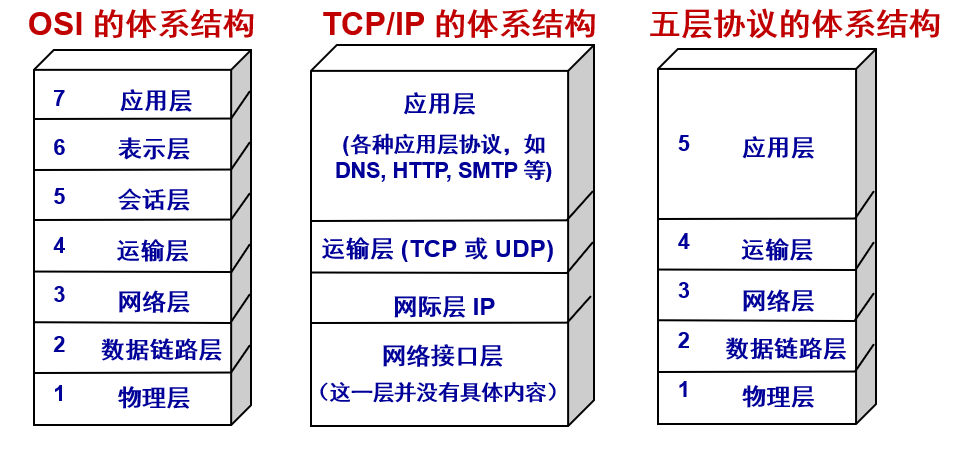 OSI 的体系结构
7 应用层
6 表示层
5 会话层
4 运输层
3 网络层
2 数据链路层
1 物理层
TCP/IP 的体系结构
应用层
(各种应用层协议，如
DNS, HTTP, SMTP 等)
运输层 (TCP 或 UDP)
网际层 IP
网络接口层
（这一层并没有具体内容）
五层协议的体系结构
5 应用层
4 运输层
3 网络层
2 数据链路层
1 物理层